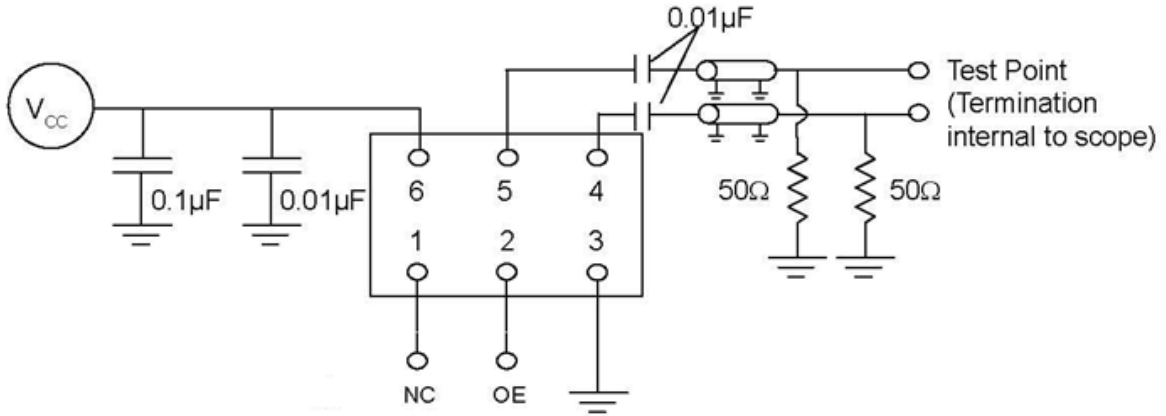 0.01µF
V_CC
Test Point
(Termination
internal to scope)
0.1µF
0.01µF
6 5 4
50Ω 50Ω
1 2 3
NC OE